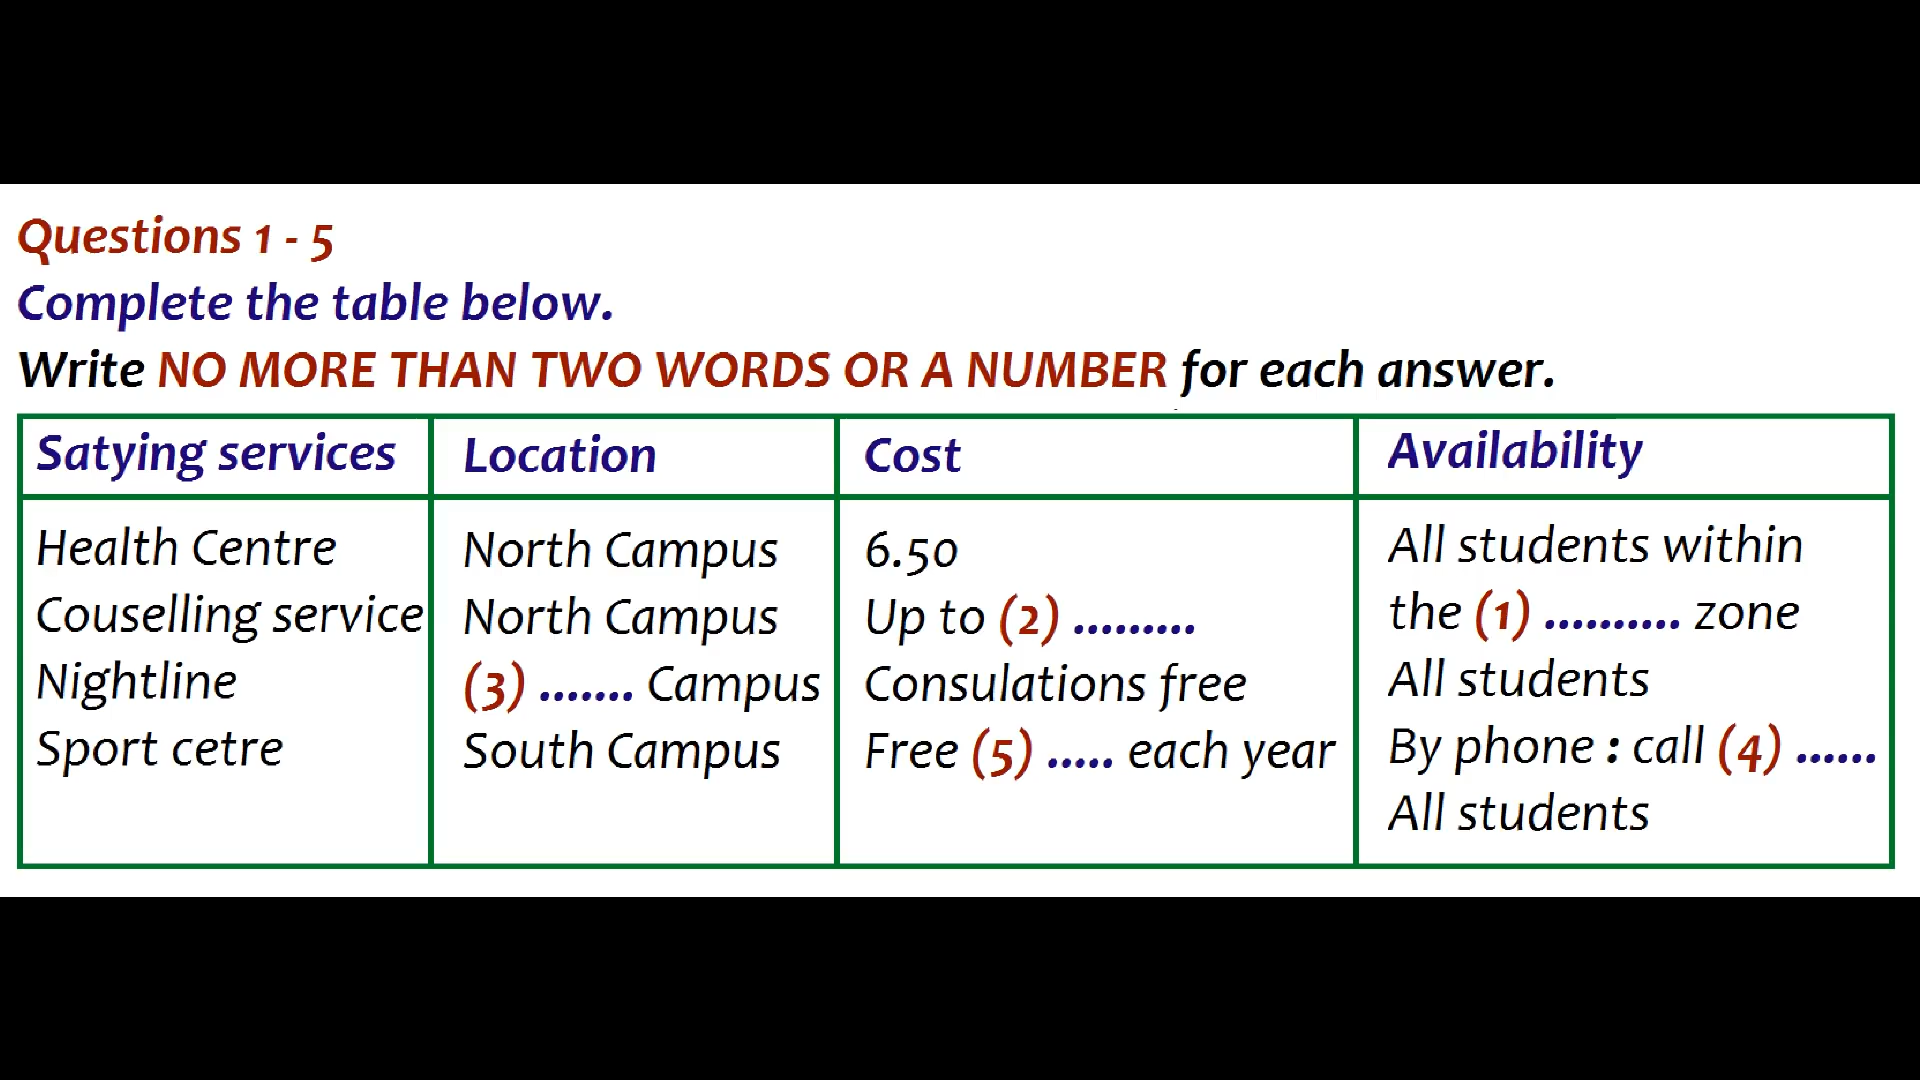 Questions 1 - 5
Complete the table below.
Write NO MORE THAN TWO WORDS OR A NUMBER for each answer.
Satying services
Location
Cost
Availability
Health Centre
Couselling service
Nightline
Sport cetre
North Campus
North Campus
(3) ....... Campus
South Campus
6.50
Up to (2) .........
Consulations free
Free (5) ..... each year
All students within
the (1) .......... zone
All students
By phone : call (4) ......
All students